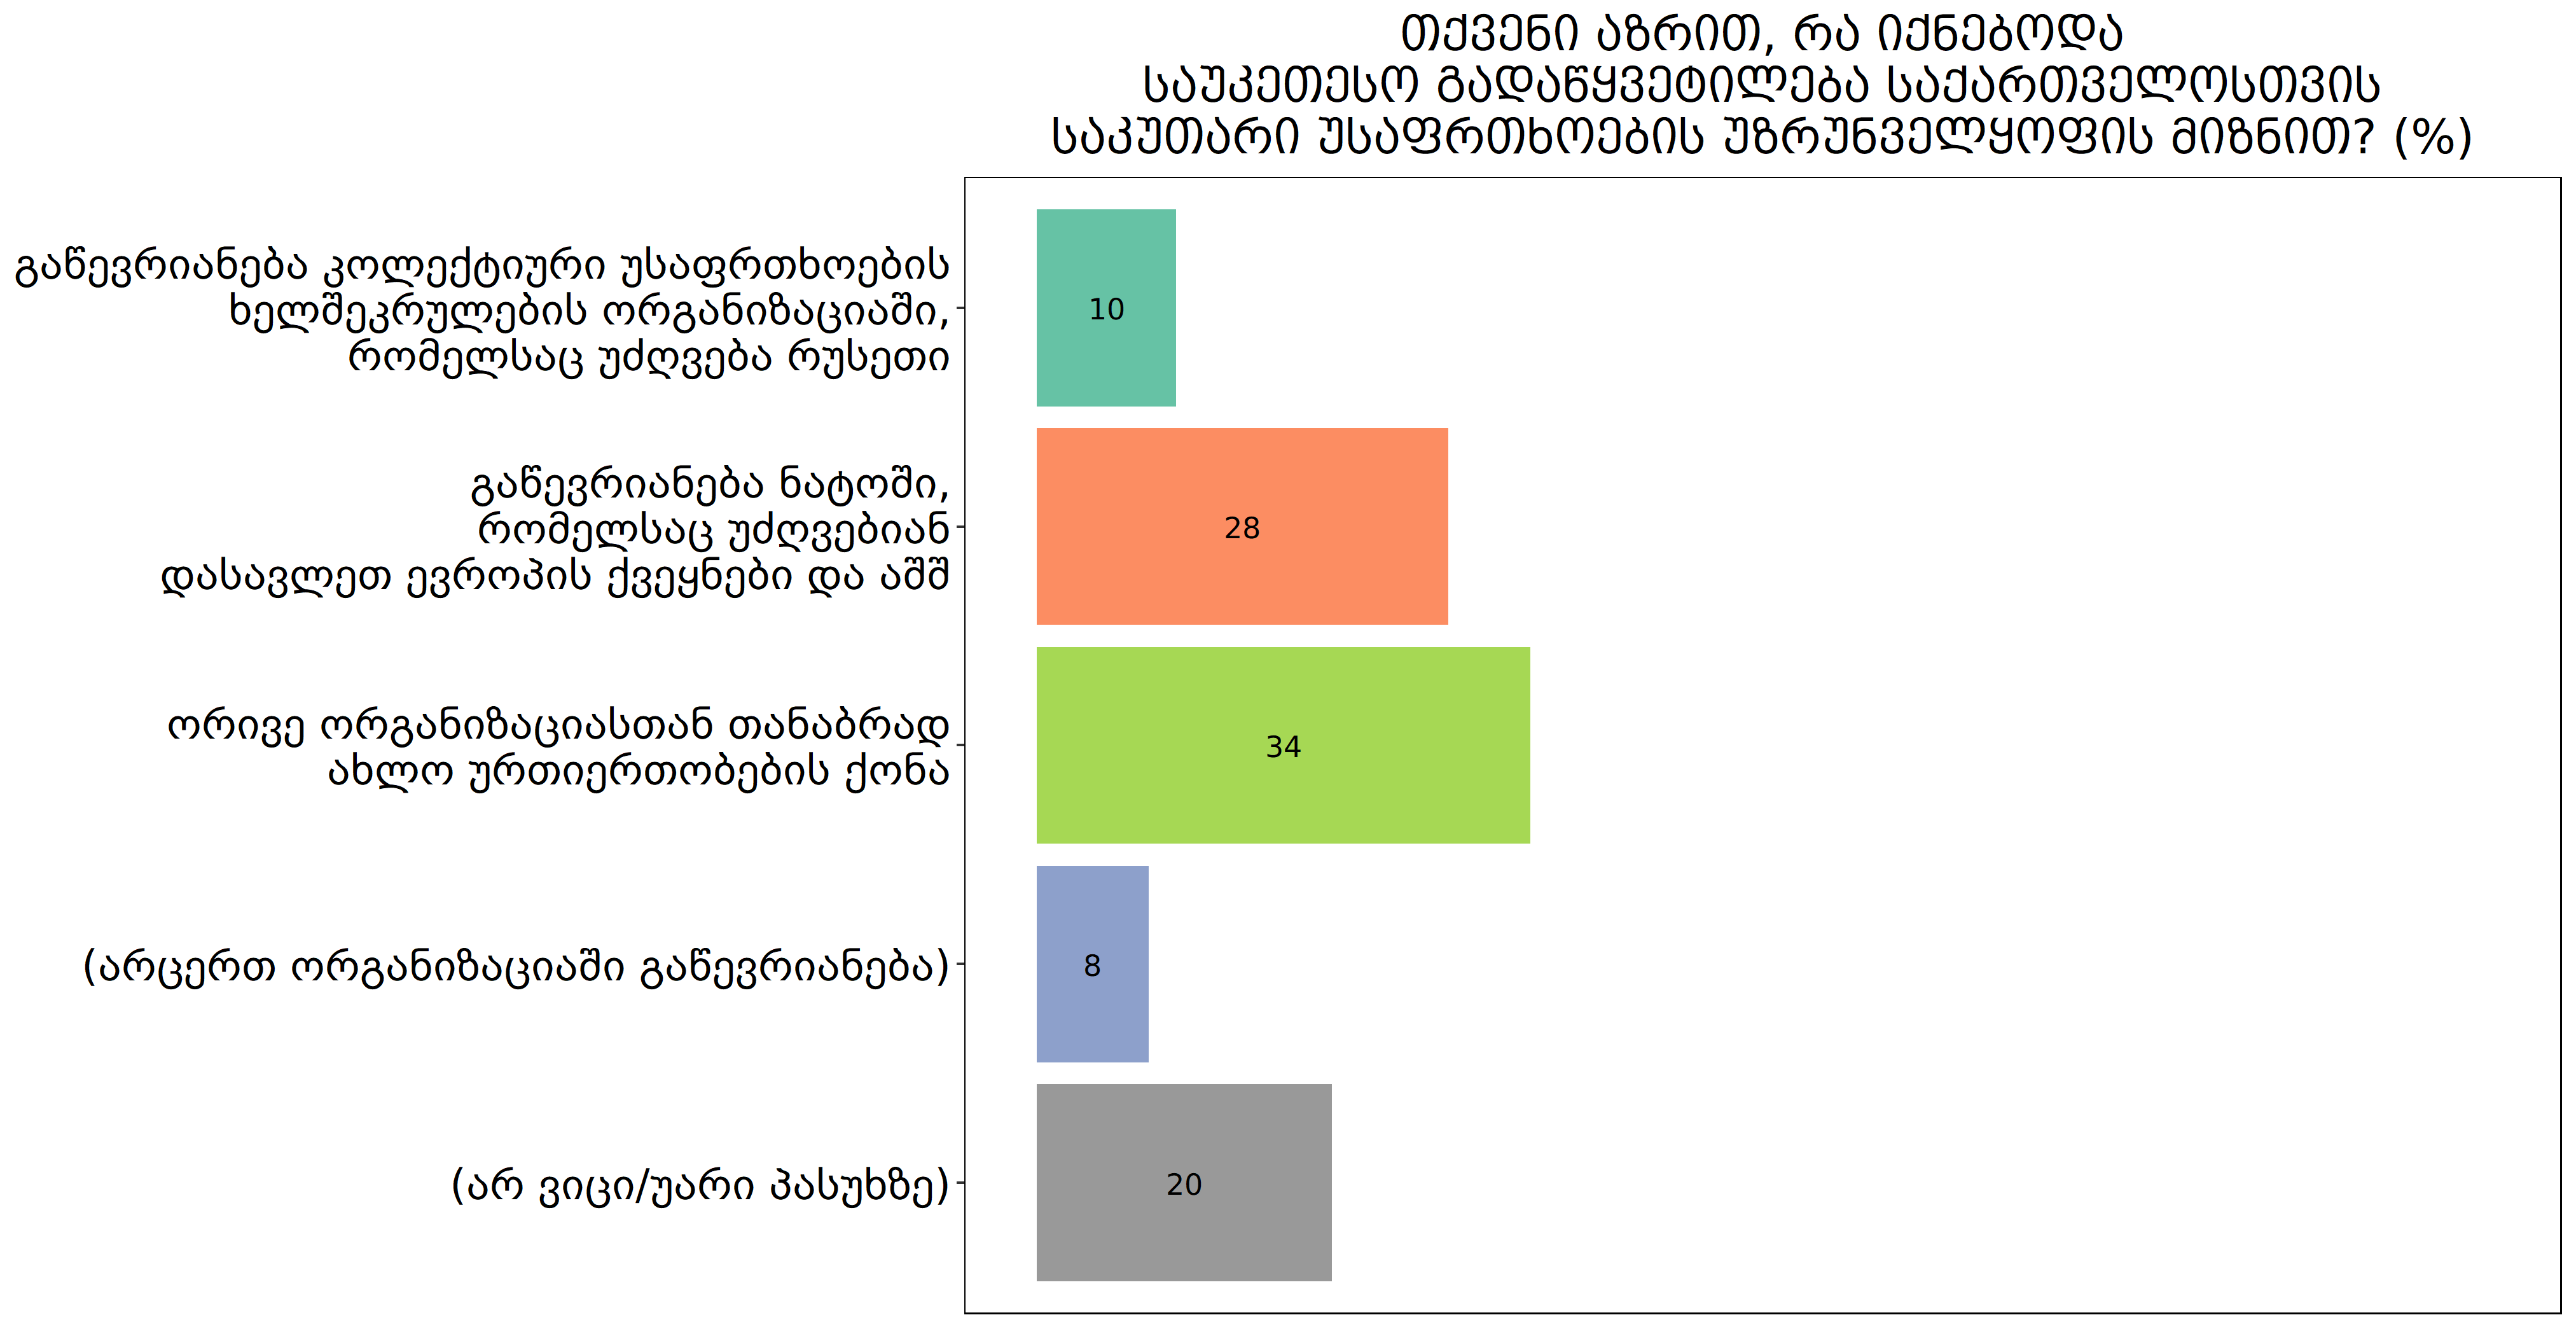 თქვენი აზრით, რა იქნებოდა
საუკეთესო გადაწყვეტილება საქართველოსთვის
საკუთარი უსაფრთხოების უზრუნველყოფის მიზნით? (%)
გაწევრიანება კოლექტიური უსაფრთხოების
ხელშეკრულების ორგანიზაციაში,
რომელსაც უძღვება რუსეთი
10
გაწევრიანება ნატოში,
რომელსაც უძღვებიან
დასავლეთ ევროპის ქვეყნები და აშშ
28
ორივე ორგანიზაციასთან თანაბრად
ახლო ურთიერთობების ქონა
34
(არცერთ ორგანიზაციაში გაწევრიანება)
8
(არ ვიცი/უარი პასუხზე)
20